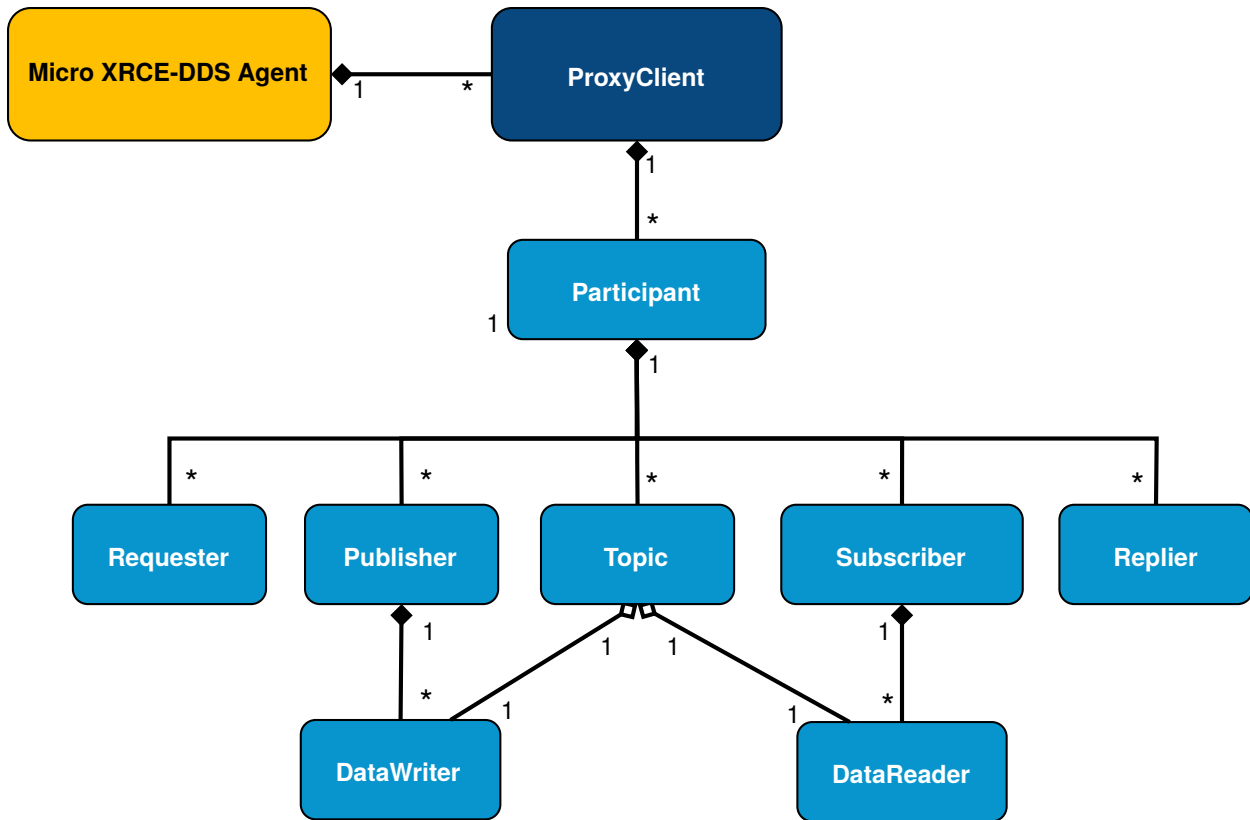 Micro XRCE-DDS Agent
1
*
ProxyClient
1
*
Participant
1
1
*
*
*
*
*
Requester
Publisher
Topic
Subscriber
Replier
1
1
1
1
*
1
1
*
DataWriter
DataReader